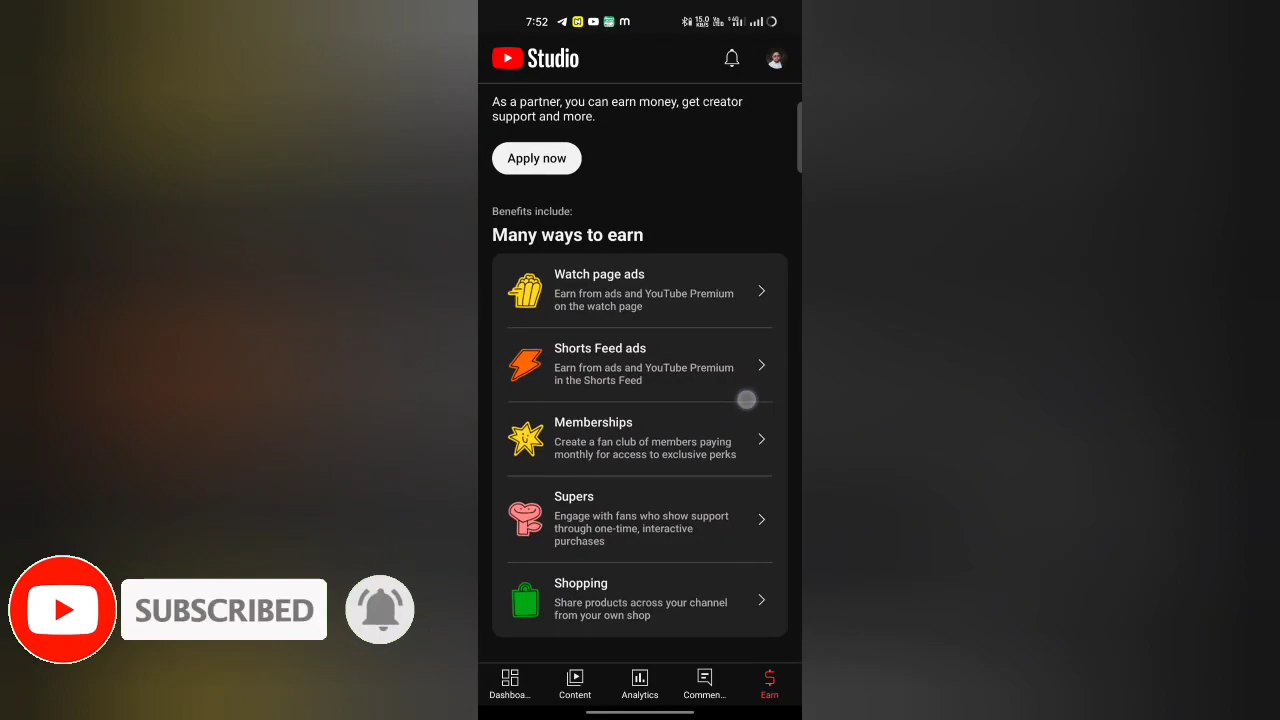 7:52
15.0
KB/S
Studio
As a partner, you can earn money, get creator
support and more.
Apply now
Benefits include:
Many ways to earn
Watch page ads
Earn from ads and YouTube Premium
on the watch page
Shorts Feed ads
Earn from ads and YouTube Premium
in the Shorts Feed
Memberships
Create a fan club of members paying
monthly for access to exclusive perks
Supers
Engage with fans who show support
through one-time, interactive
purchases
Shopping
Share products across your channel
from your own shop
SUBSCRIBED
Dashboa...
Content
Analytics
Commen...
Earn